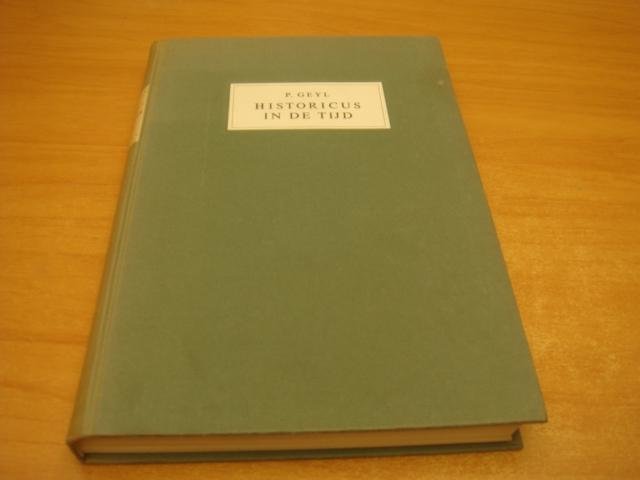 P. GEYL
HISTORICUS
IN DE TIJD